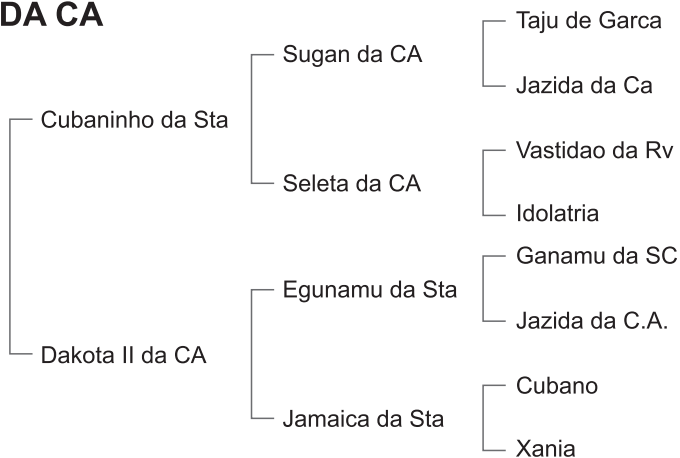 DA CA
Taju de Garca
Sugan da CA
Jazida da Ca
Cubaninho da Sta
Vastidao da Rv
Seleta da CA
Idolatria
Ganamu da SC
Egunamu da Sta
Jazida da C.A.
Dakota II da CA
Cubano
Jamaica da Sta
Xania